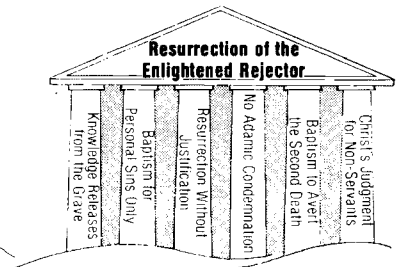 Resurrection of the
Enlightened Rejector
Knowledge Releases
from the Grave
Baptism for
Personal Sins Only
Resurrection Without
Justification
No Adamic Condemnation
Baptism to Avert
the Second Death
Christ's Judgment
for Non-Servants